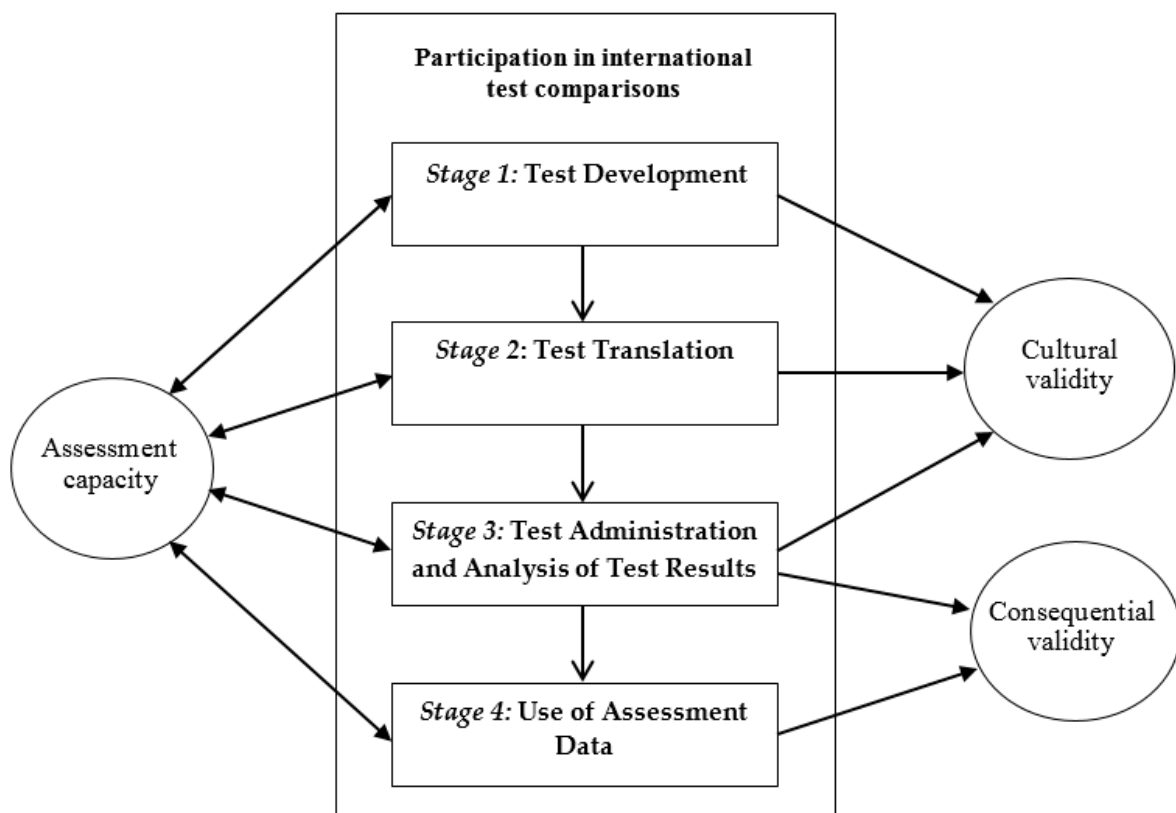 Participation in international
test comparisons
Stage 1: Test Development
Stage 2: Test Translation
Stage 3: Test Administration
and Analysis of Test Results
Stage 4: Use of Assessment
Data
Assessment
capacity
Cultural
validity
Consequential
validity